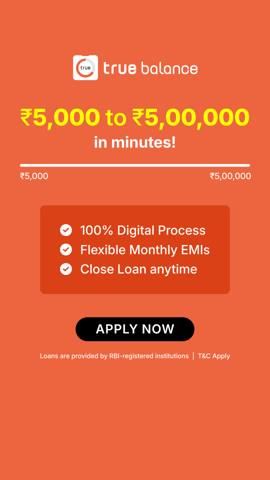 true
true balance
₹5,000 to ₹5,00,000
in minutes!
₹5,000 ₹5,00,000
100% Digital Process
Flexible Monthly EMIs
Close Loan anytime
APPLY NOW
Loans are provided by RBI-registered institutions | T&C Apply